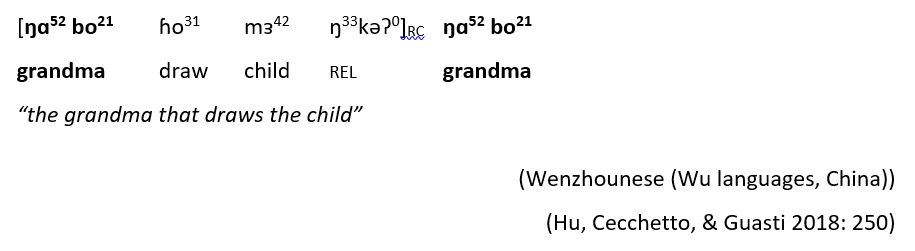 [ŋɑ⁵² bo²¹ ɦo³¹ mɜ⁴² ŋ̍³³kəʔ⁰]RC ŋɑ⁵² bo²¹
grandma draw child REL grandma
“the grandma that draws the child”
(Wenzhounese (Wu languages, China))
(Hu, Cecchetto, & Guasti 2018: 250)